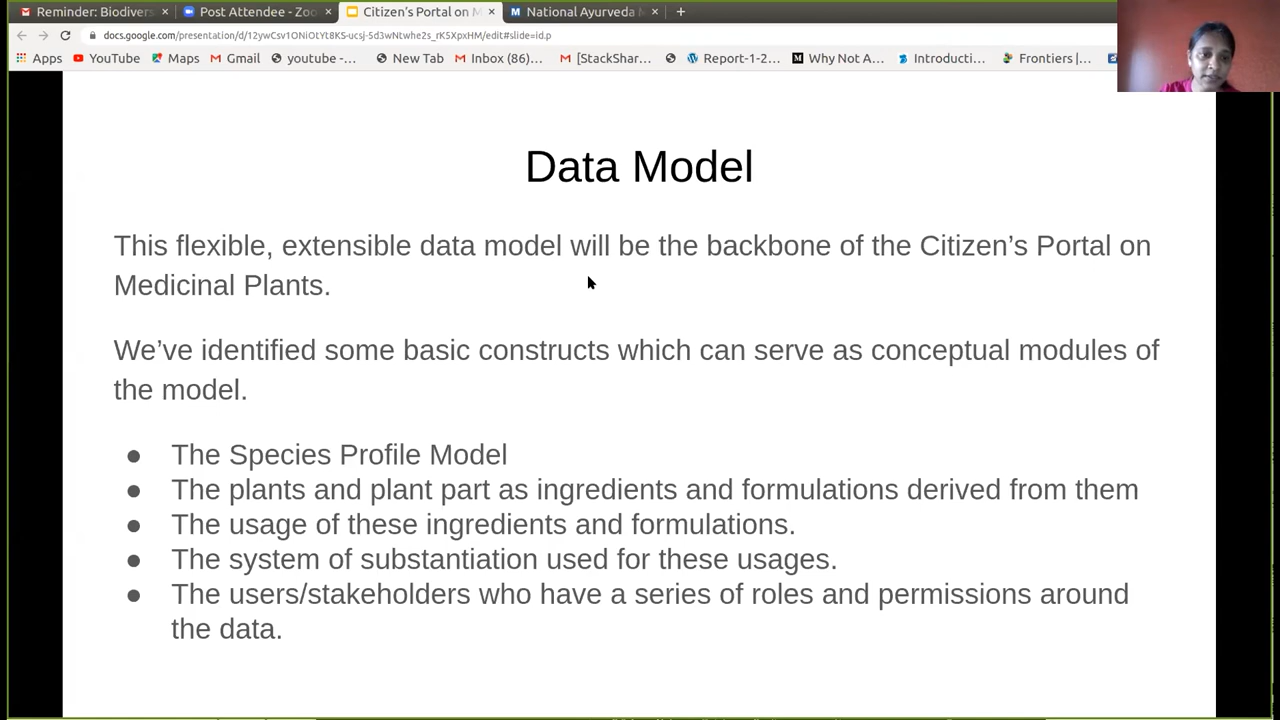 Reminder: Biodivers
Post Attendee - Zoo
Citizen's Portal on M
National Ayurveda M
docs.google.com/presentation/d/12ywCsv1ONiOtYt8KS-ucsj-5d3wNtwhe2s_rK5XpxHM/edit#slide=id.p
Apps YouTube Maps Gmail youtube -... New Tab Inbox (86)... [StackShar... Report-1-2... Why Not A... Introducti... Frontiers |...
Data Model
This flexible, extensible data model will be the backbone of the Citizen’s Portal on
Medicinal Plants.
We’ve identified some basic constructs which can serve as conceptual modules of
the model.
● The Species Profile Model
● The plants and plant part as ingredients and formulations derived from them
● The usage of these ingredients and formulations.
● The system of substantiation used for these usages.
● The users/stakeholders who have a series of roles and permissions around
the data.